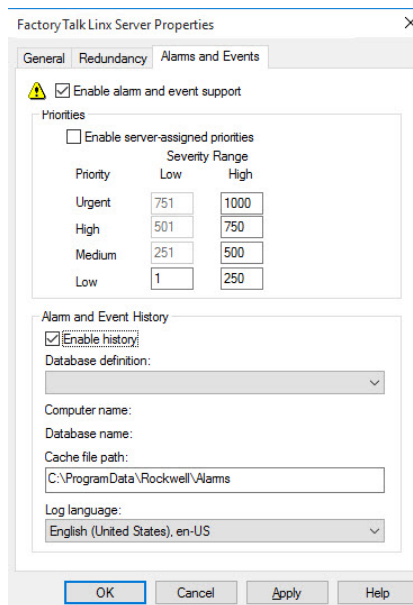 FactoryTalk Linx Server Properties
General Redundancy Alarms and Events
Enable alarm and event support
Priorities
Enable server-assigned priorities
Severity Range
Priority Low High
Urgent 751 1000
High 501 750
Medium 251 500
Low 1 250
Alarm and Event History
Enable history
Database definition:
Computer name:
Database name:
Cache file path:
C:\ProgramData\Rockwell\Alarms
Log language:
English (United States), en-US
OK Cancel Apply Help